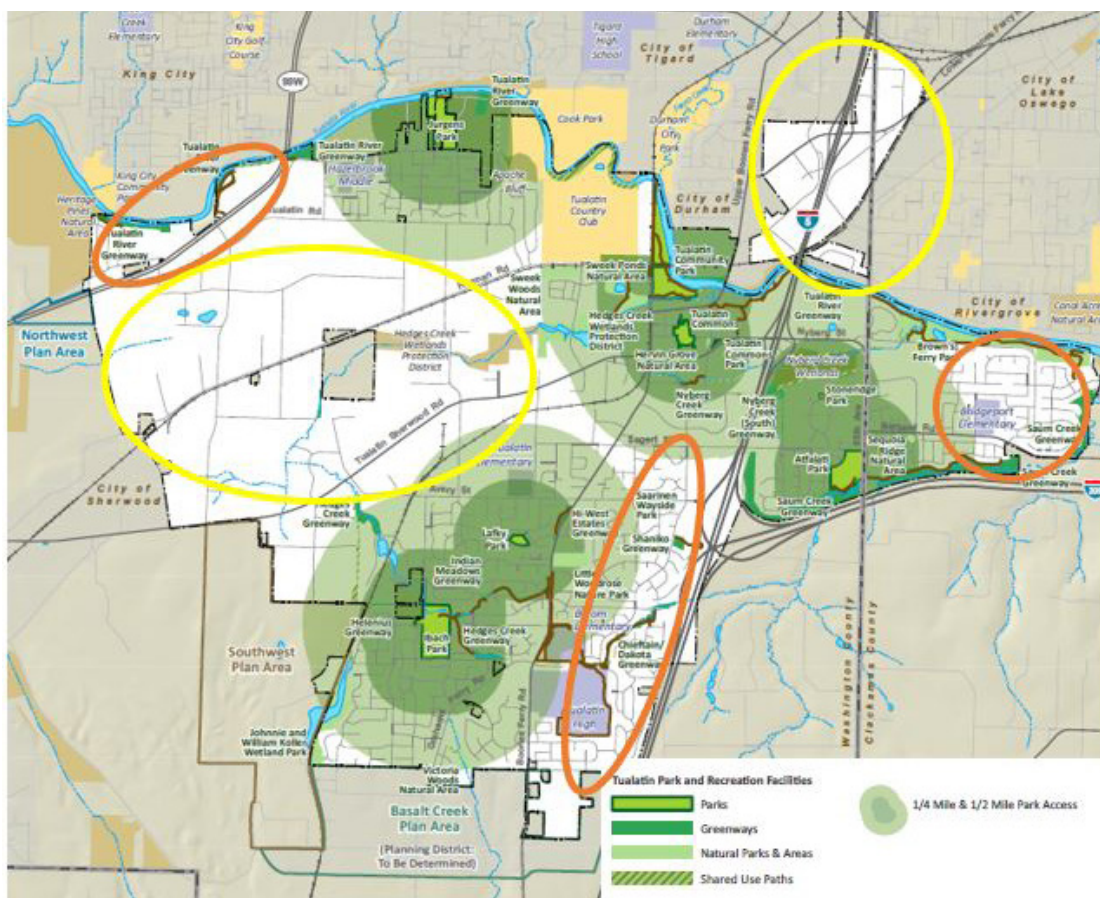 Creek
Elementary
King
City Golf
Course
99W
King City
Tigard
High
School
City of
Tigard
Durham
Elementary
City of
Lake
Oswego
Tualatin
River
Greenway
Jurgens
Park
Cook Park
Durham
City
Park
Tualatin River
Greenway
Hazelbrook
Middle
King City
Community
Heritage
Pines
Natural
Area
Tualatin
River
Greenway
Tualatin Rd
Apache
Bluff
Tualatin
Country
Club
City of
Durham
5
Tualatin
Community
Park
Sweek Ponds
Natural Area
Sweek
Woods
Natural
Area
Northwest
Plan Area
Hedges Creek
Wetlands
Protection
District
Hedges Creek
Wetlands
Protection
District
Tualatin
Commons
Tualatin
Commons
Park
Hervin Grove
Natural Area
Tualatin
River
Greenway
Nyberg St
City of
Rivergrove
Canal Acres
Natural Area
Brown's
Ferry Park
Nyberg Creek
Wetlands
Stoneridge
Park
Nyberg
Creek
Greenway
Nyberg
Creek
(South)
Greenway
Bridgeport
Elementary
Saum Creek
Greenway
Tualatin Sherwood Rd
City of
Sherwood
Avery St
Tualatin
Elementary
Sagert
Atfalati
Park
Sequoia
Ridge
Natural
Area
Saum Creek
Greenway
Saarinen
Wayside
Park
Hedges
Creek
Greenway
Lafky
Park
Hi-West
Estates
Shaniko
Greenway
Indian
Meadows
Greenway
Little
Woodrose
Nature Park
Helenius
Greenway
Ibach
Park
Hedges Creek
Greenway
Elementary
Chieftain/
Dakota
Greenway
Southwest
Plan Area
Boones Ferry Rd
Tualatin
High
Johnnie and
William Koller
Wetland Park
Victoria
Woods
Natural Area
Basalt Creek
Plan Area
(Planning District:
To Be Determined)
Washington County
Clackamas County
Tualatin Park and Recreation Facilities
Parks
Greenways
Natural Parks & Areas
Shared Use Paths
1/4 Mile & 1/2 Mile Park Access